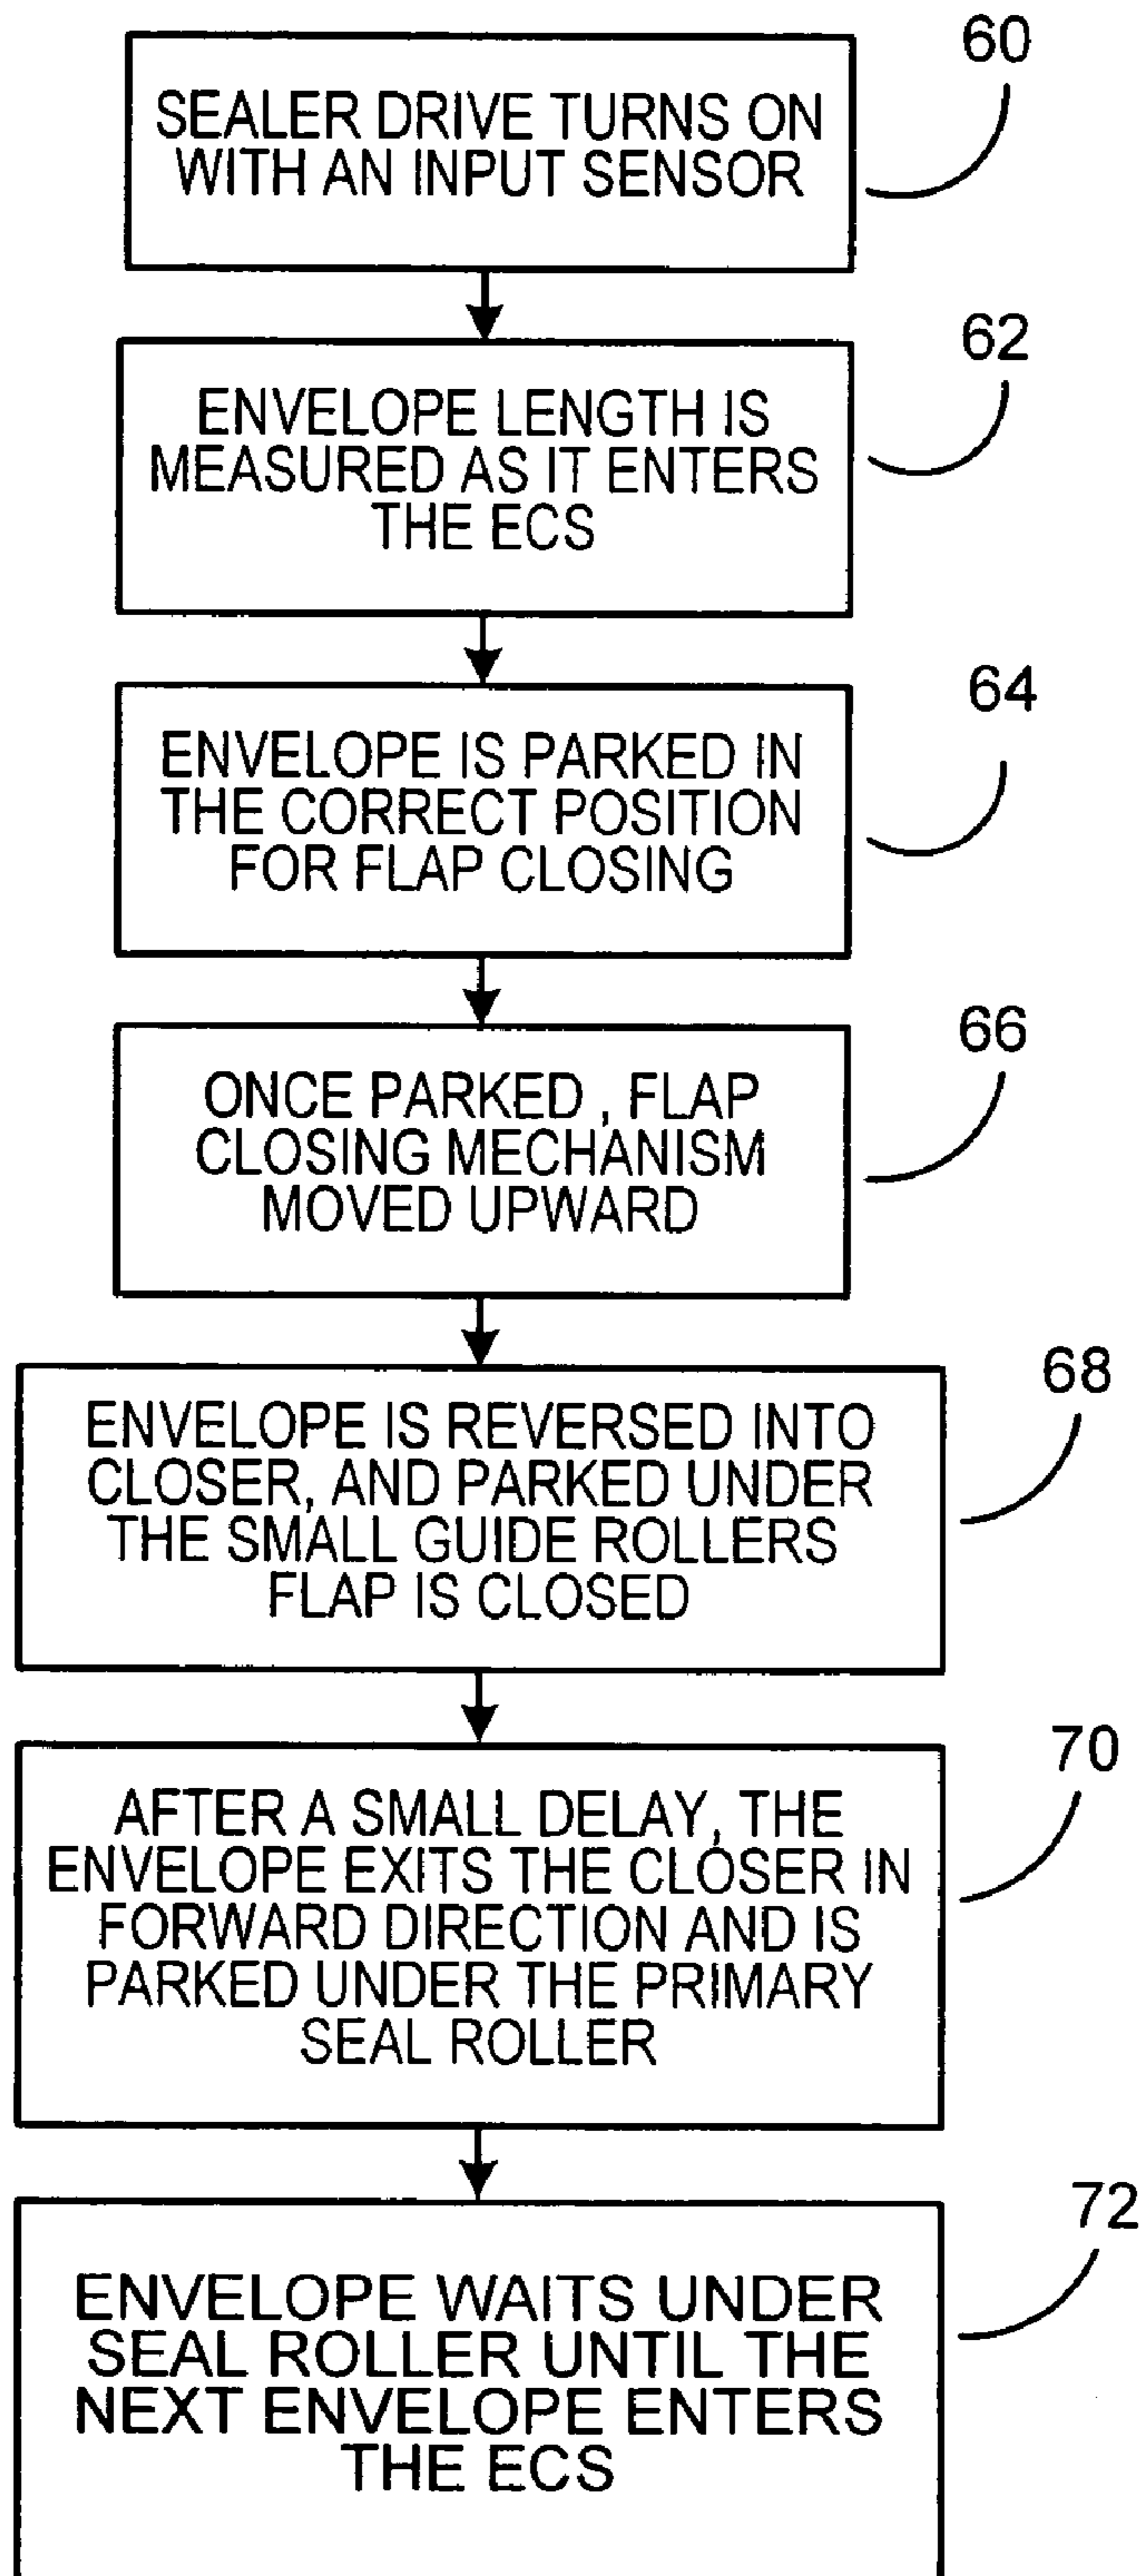 60
SEALER DRIVE TURNS ON
WITH AN INPUT SENSOR
62
ENVELOPE LENGTH IS
MEASURED AS IT ENTERS
THE ECS
64
ENVELOPE IS PARKED IN
THE CORRECT POSITION
FOR FLAP CLOSING
66
ONCE PARKED , FLAP
CLOSING MECHANISM
MOVED UPWARD
68
ENVELOPE IS REVERSED INTO
CLOSER, AND PARKED UNDER
THE SMALL GUIDE ROLLERS
FLAP IS CLOSED
70
AFTER A SMALL DELAY, THE
ENVELOPE EXITS THE CLOSER IN
FORWARD DIRECTION AND IS
PARKED UNDER THE PRIMARY
SEAL ROLLER
72
ENVELOPE WAITS UNDER
SEAL ROLLER UNTIL THE
NEXT ENVELOPE ENTERS
THE ECS